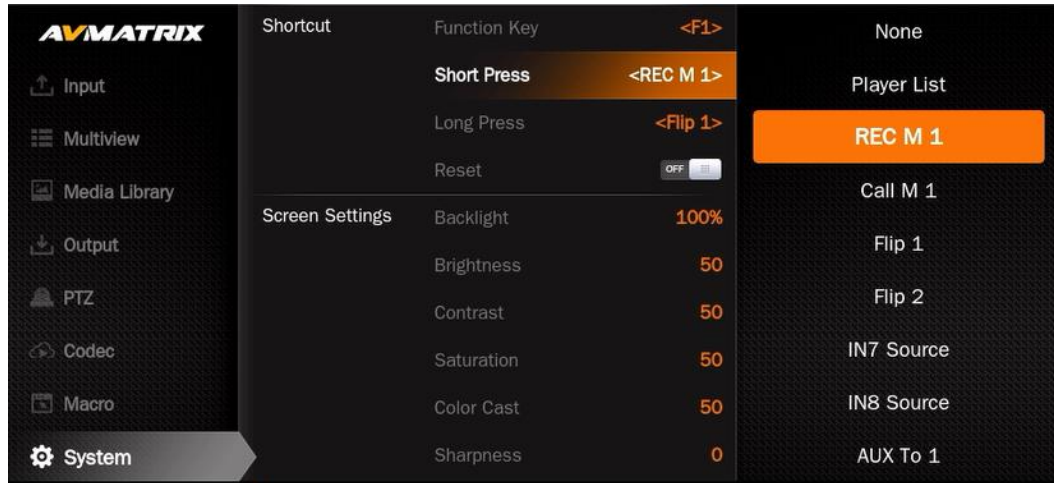 AVMATRIX
Input
Multiview
Media Library
Output
PTZ
Codec
Macro
System
Shortcut Function Key <F1>
Short Press <REC M 1>
Long Press <Flip 1>
Reset OFF
Screen Settings Backlight 100%
Brightness 50
Contrast 50
Saturation 50
Color Cast 50
Sharpness 0
None
Player List
REC M 1
Call M 1
Flip 1
Flip 2
IN7 Source
IN8 Source
AUX To 1